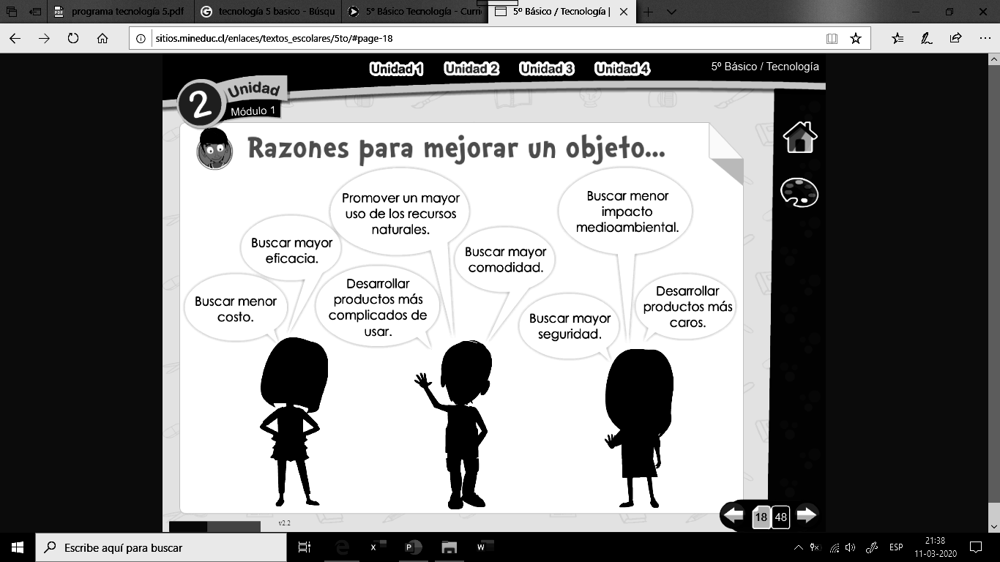 programa tecnología 5.pdf
tecnología 5 basico - Búsqu
5º Básico Tecnología - Curri
5º Básico / Tecnología |
sitios.mineduc.cl/enlaces/textos_escolares/5to/#page-18
Unidad 1 Unidad 2 Unidad 3 Unidad 4
5º Básico / Tecnología
2 Unidad
Módulo 1
Razones para mejorar un objeto...
Buscar menor
costo.
Buscar mayor
eficacia.
Promover un mayor
uso de los recursos
naturales.
Desarrollar
productos más
complicados de
usar.
Buscar mayor
comodidad.
Buscar menor
impacto
medioambiental.
Buscar mayor
seguridad.
Desarrollar
productos más
caros.
18 48
v2.2
Escribe aquí para buscar
ESP
21:38
11-03-2020